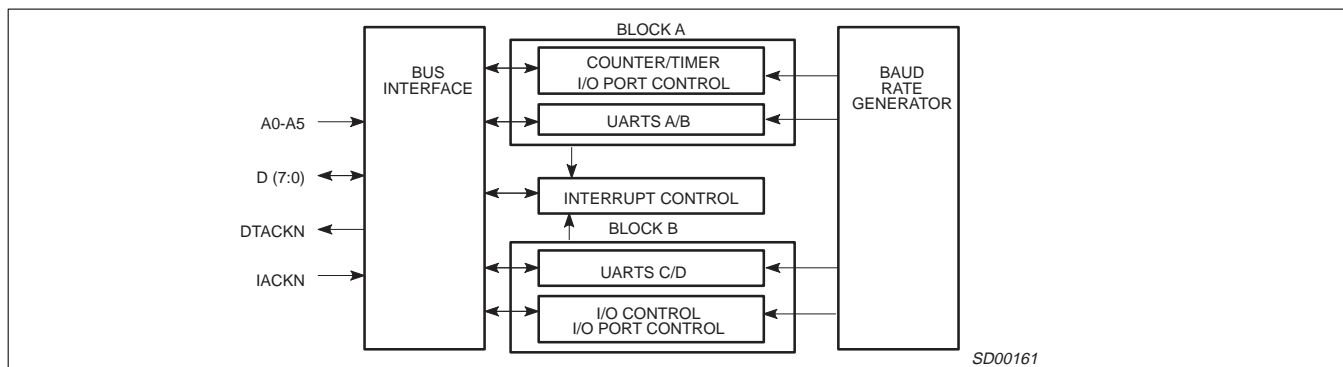 BLOCK A
BUS
INTERFACE
COUNTER/TIMER
I/O PORT CONTROL
BAUD
RATE
GENERATOR
A0-A5
UARTS A/B
D (7:0)
INTERRUPT CONTROL
DTACKN
BLOCK B
IACKN
UARTS C/D
I/O CONTROL
I/O PORT CONTROL
SD00161